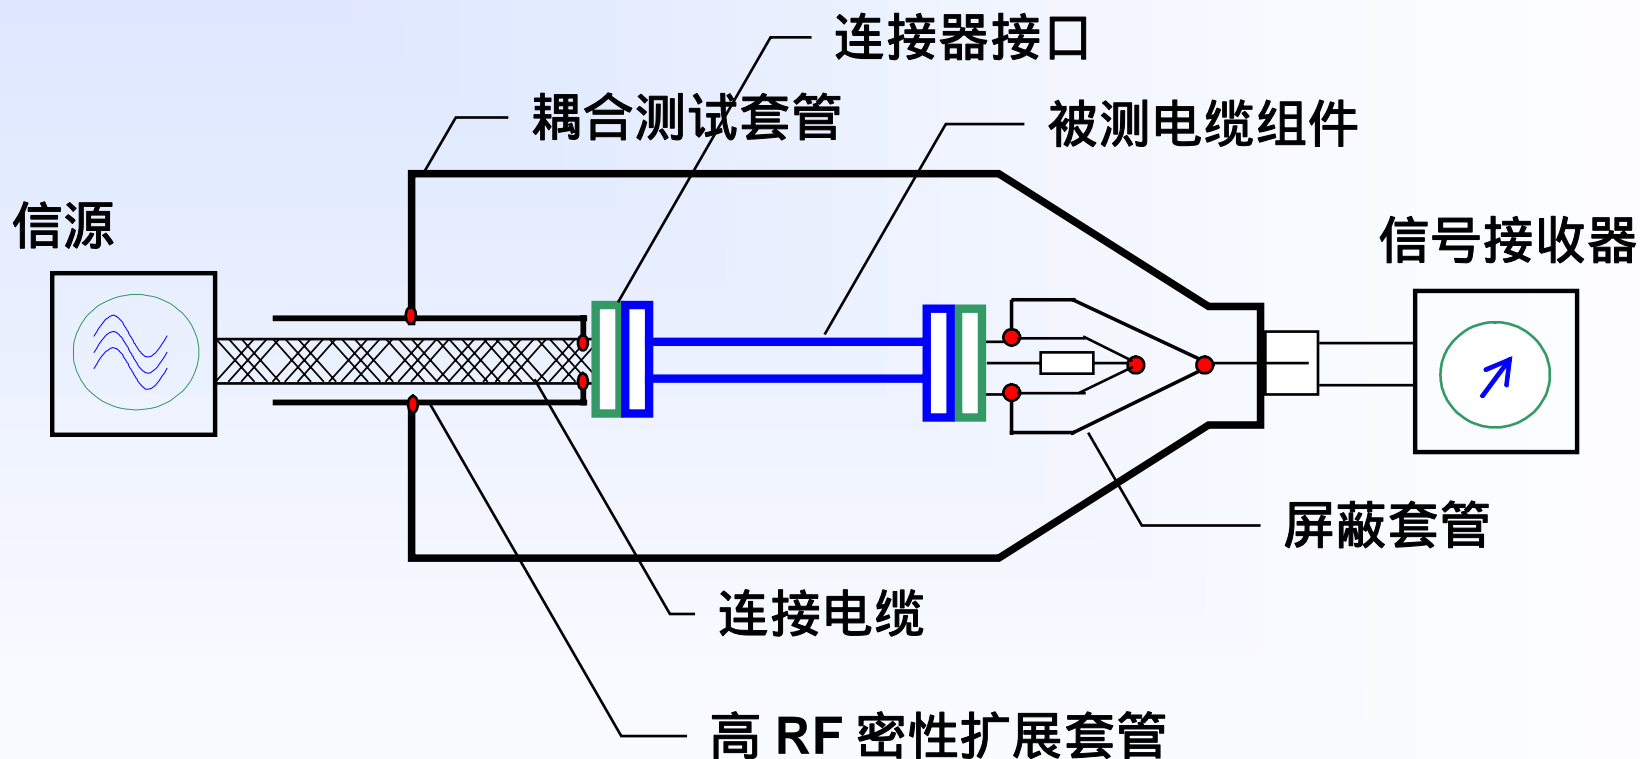 连接器接口
耦合测试套管
被测电缆组件
信源
信号接收器
屏蔽套管
连接电缆
高 RF 密性扩展套管